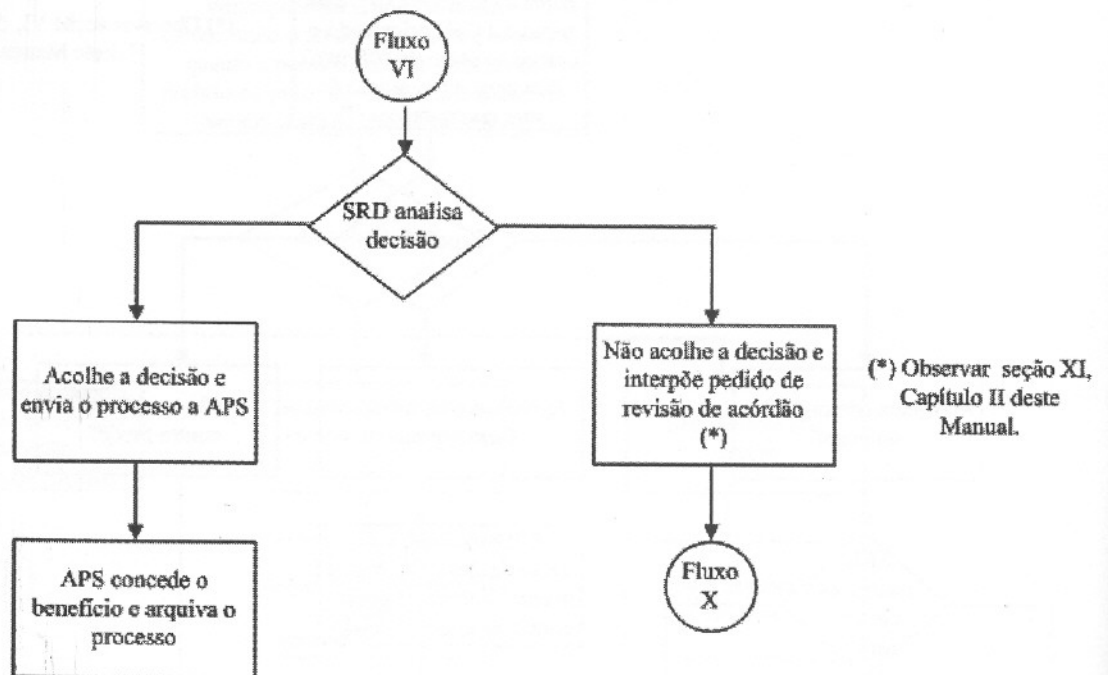 Fluxo
VI
SRD analisa
decisão
Acolhe a decisão e
envia o processo a APS
Não acolhe a decisão e
interpõe pedido de
revisão de acórdão
(*)
(*) Observar seção XI,
Capítulo II deste
Manual.
APS concede o
benefício e arquiva o
processo
Fluxo
X